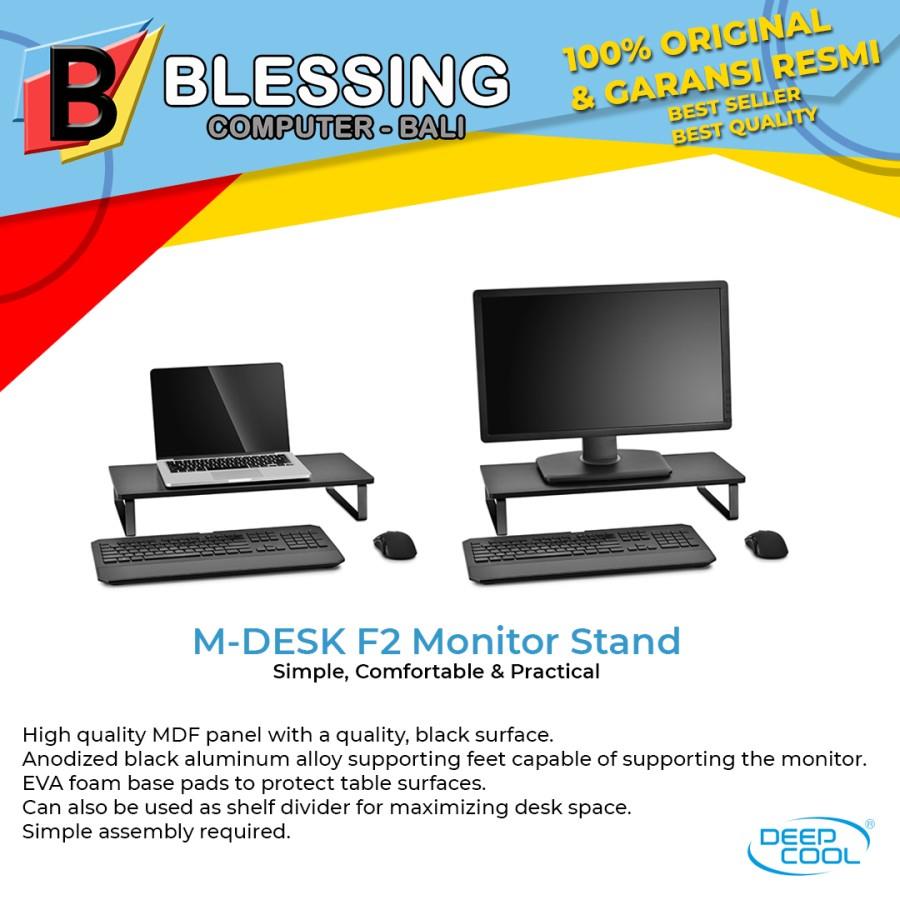 B
BLESSING
COMPUTER - BALI
100% ORIGINAL
& GARANSI RESMI
BEST SELLER
BEST QUALITY
M-DESK F2 Monitor Stand
Simple, Comfortable & Practical
High quality MDF panel with a quality, black surface.
Anodized black aluminum alloy supporting feet capable of supporting the monitor.
EVA foam base pads to protect table surfaces.
Can also be used as shelf divider for maximizing desk space.
Simple assembly required.
DEEP
COOL®